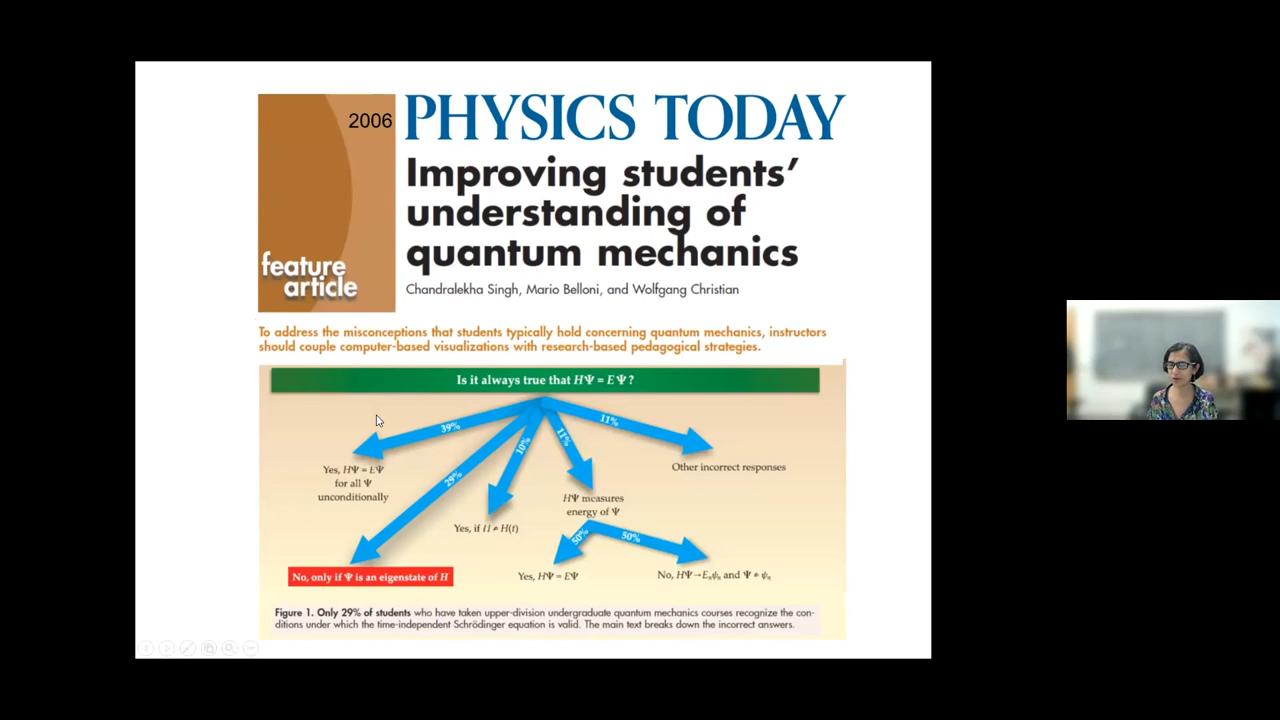 2006
PHYSICS TODAY
Improving students’
understanding of
quantum mechanics
feature
article
Chandralekha Singh, Mario Belloni, and Wolfgang Christian
To address the misconceptions that students typically hold concerning quantum mechanics, instructors
should couple computer-based visualizations with research-based pedagogical strategies.
Is it always true that HΨ = EΨ?
39%
29%
10%
11%
11%
Yes, HΨ = EΨ
for all Ψ
unconditionally
Other incorrect responses
HΨ measures
energy of Ψ
Yes, if H ≠ H(t)
50%
50%
No, only if Ψ is an eigenstate of H
Yes, HΨ = EΨ
No, HΨ→Eₙψₙ and Ψ ≠ ψₙ
Figure 1. Only 29% of students who have taken upper-division undergraduate quantum mechanics courses recognize the con-
ditions under which the time-independent Schrödinger equation is valid. The main text breaks down the incorrect answers.